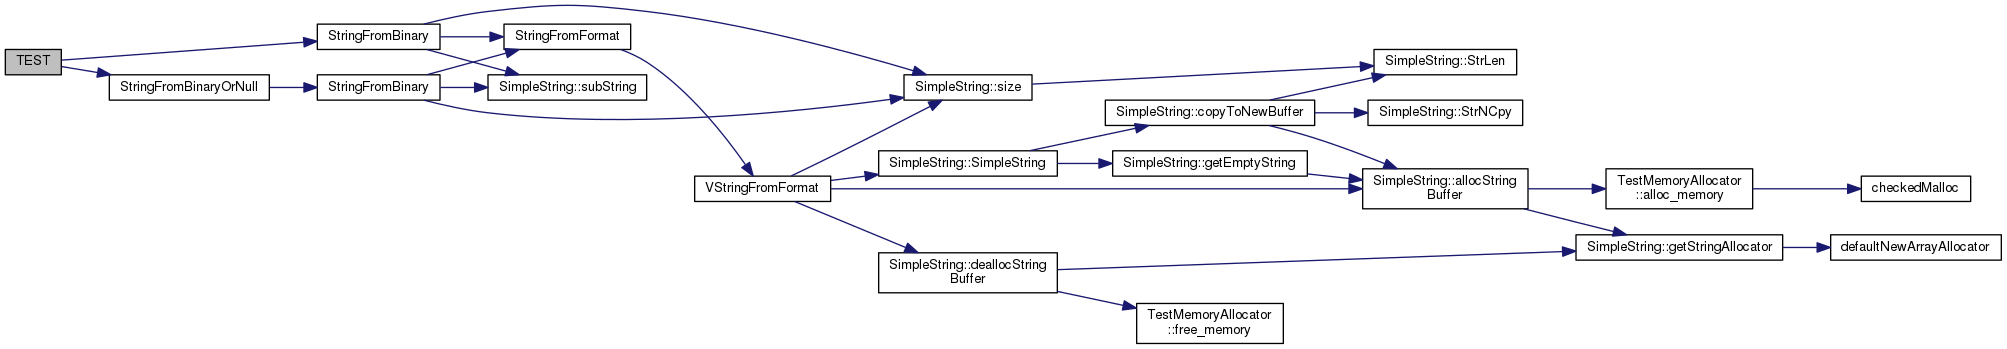 TEST
StringFromBinaryOrNull
StringFromBinary
StringFromBinary
StringFromFormat
SimpleString::subString
VStringFromFormat
SimpleString::size
SimpleString::SimpleString
SimpleString::deallocString
Buffer
SimpleString::copyToNewBuffer
SimpleString::getEmptyString
TestMemoryAllocator
::free_memory
SimpleString::StrLen
SimpleString::StrNCpy
SimpleString::allocString
Buffer
TestMemoryAllocator
::alloc_memory
SimpleString::getStringAllocator
checkedMalloc
defaultNewArrayAllocator